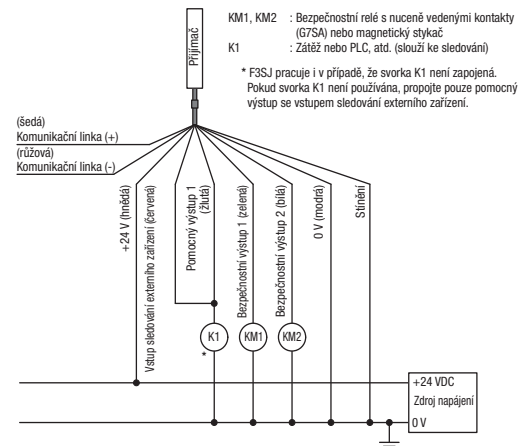 KM1, KM2 : Bezpečnostní relé s nuceně vedenými kontakty
(G7SA) nebo magnetický stykač
K1 : Zátěž nebo PLC, atd. (slouží ke sledování)
* F3SJ pracuje i v případě, že svorka K1 není zapojená.
Pokud svorka K1 není používána, propojte pouze pomocný
výstup se vstupem sledování externího zařízení.
Přijímač
(šedá)
Komunikační linka (+)
(růžová)
Komunikační linka (-)
+24 V (hnědá)
Vstup sledování externího zařízení (červená)
Pomocný výstup 1
(žlutá)
Bezpečnostní výstup 1 (zelená)
Bezpečnostní výstup 2 (bílá)
0 V (modrá)
Stínění
K1
KM1
KM2
*
+24 VDC
Zdroj napájení
0 V